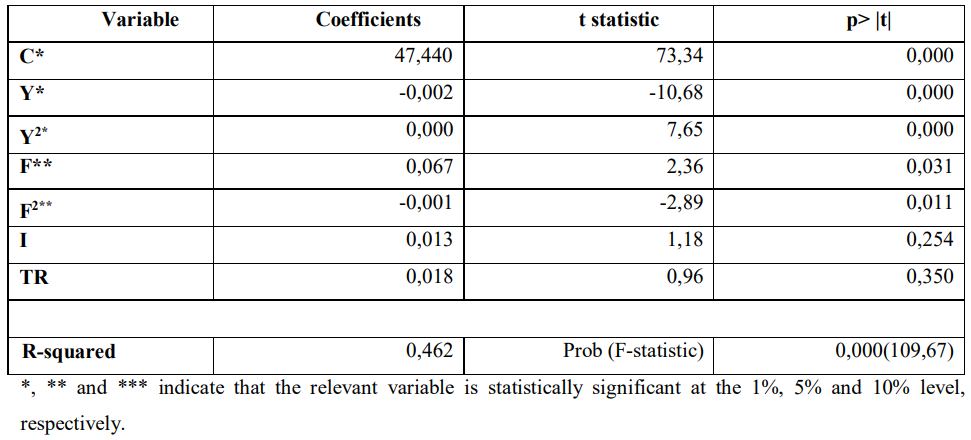 Variable Coefficients t statistic p> |t|
C* 47,440 73,34 0,000
Y* -0,002 -10,68 0,000
Y²* 0,000 7,65 0,000
F** 0,067 2,36 0,031
F²** -0,001 -2,89 0,011
I 0,013 1,18 0,254
TR 0,018 0,96 0,350
R-squared 0,462 Prob (F-statistic) 0,000(109,67)
*, ** and *** indicate that the relevant variable is statistically significant at the 1%, 5% and 10% level,
respectively.